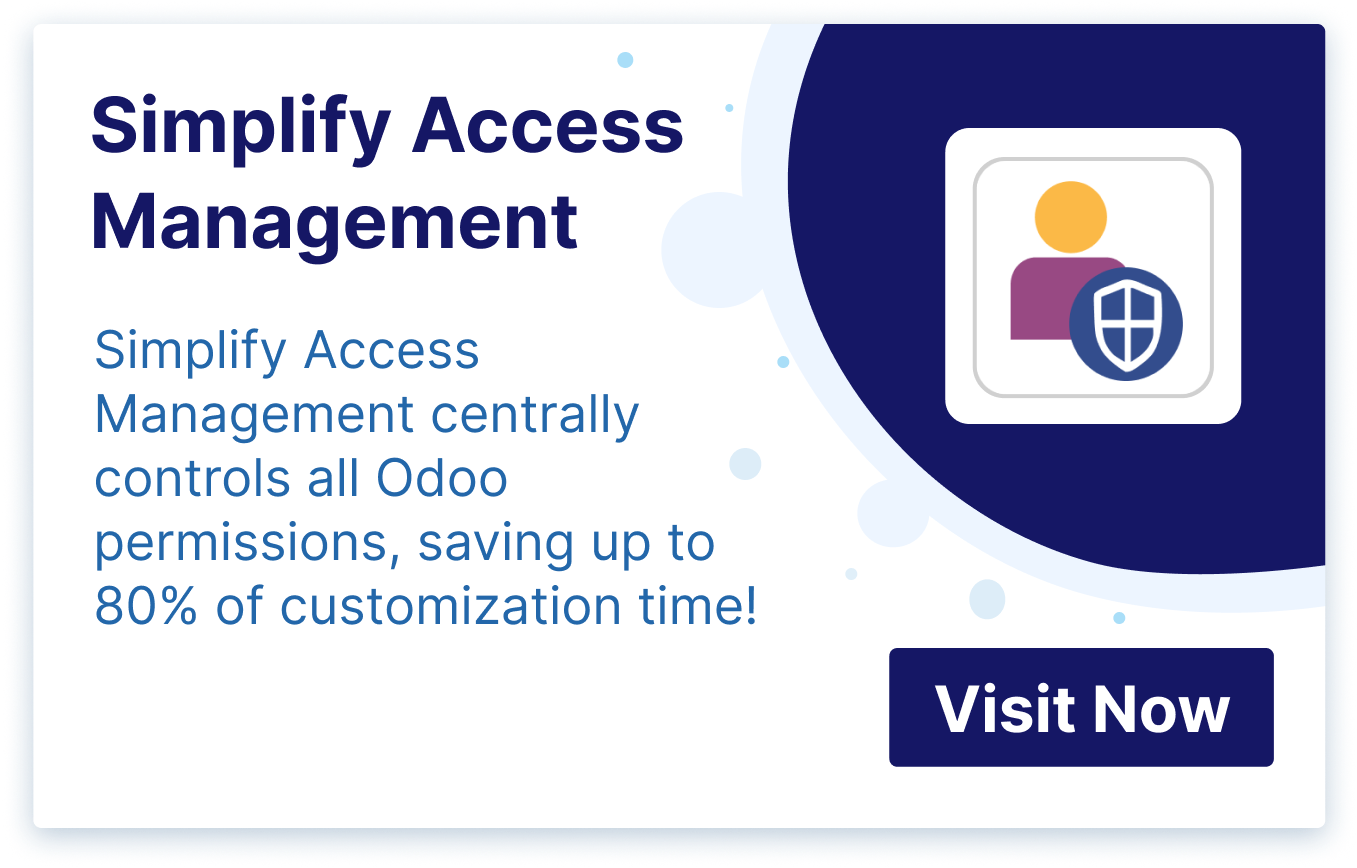 Simplify Access
Management
Simplify Access
Management centrally
controls all Odoo
permissions, saving up to
80% of customization time!
Visit Now